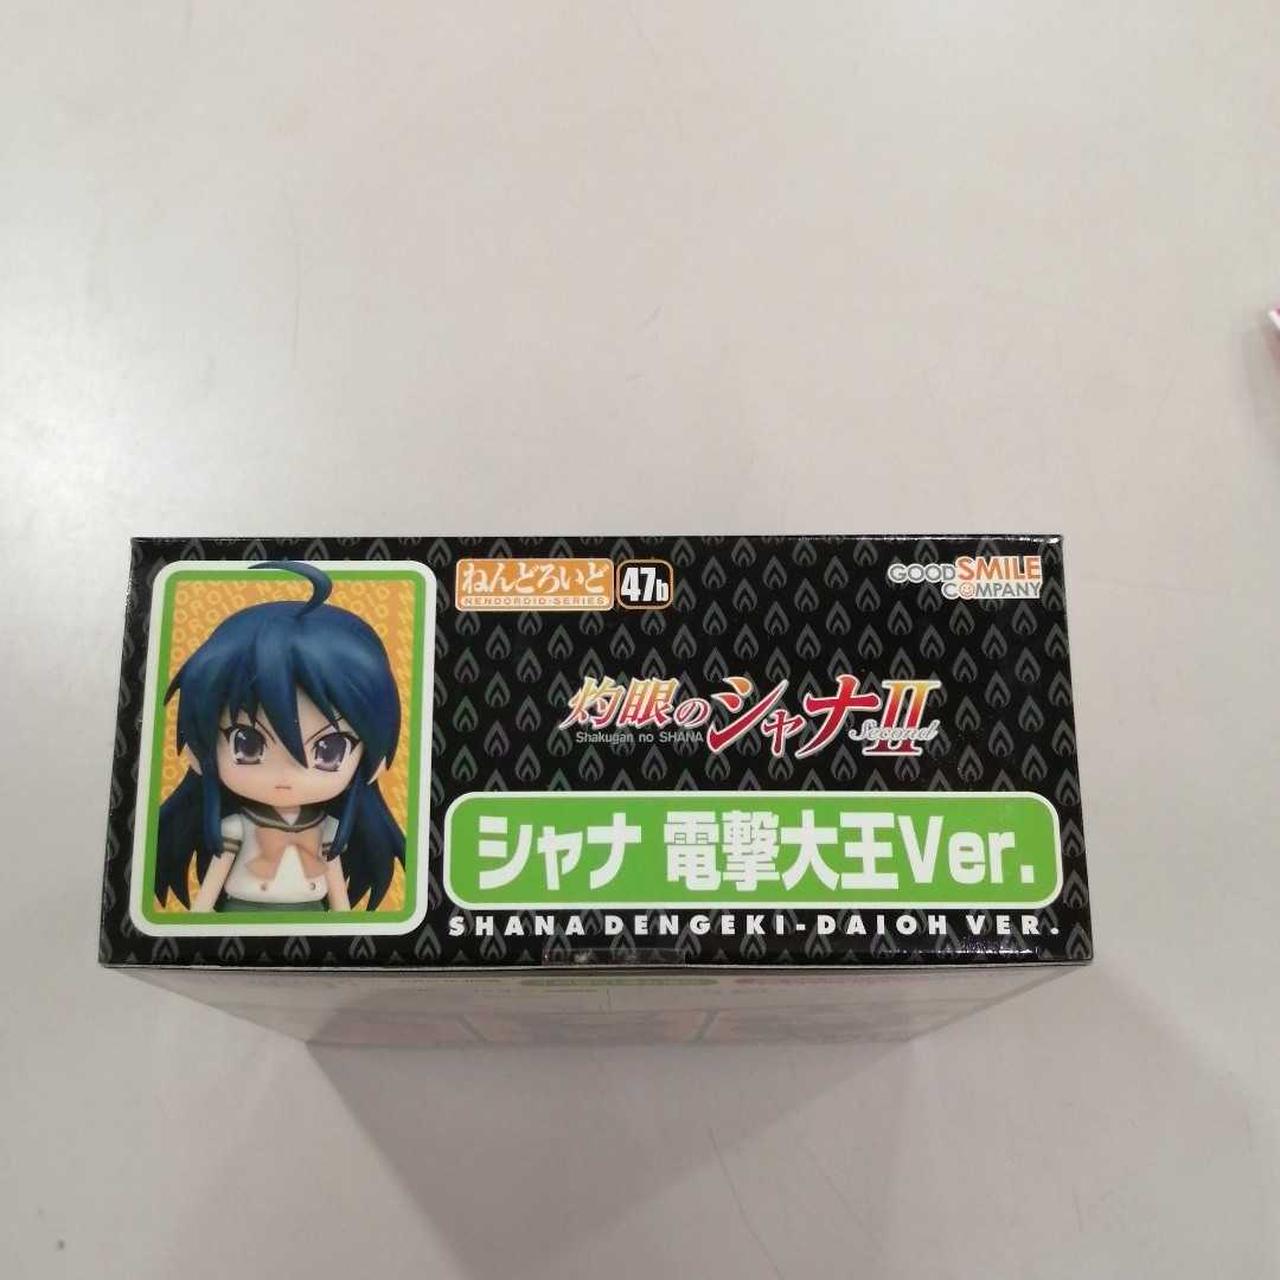 ねんどろいど 47b
NENDOROID-SERIES
GOOD SMILE
COMPANY
灼眼のシャナII
Shakugan no SHANA Second
シャナ 電撃大王Ver.
SHANA DENGEKI-DAIOH VER.